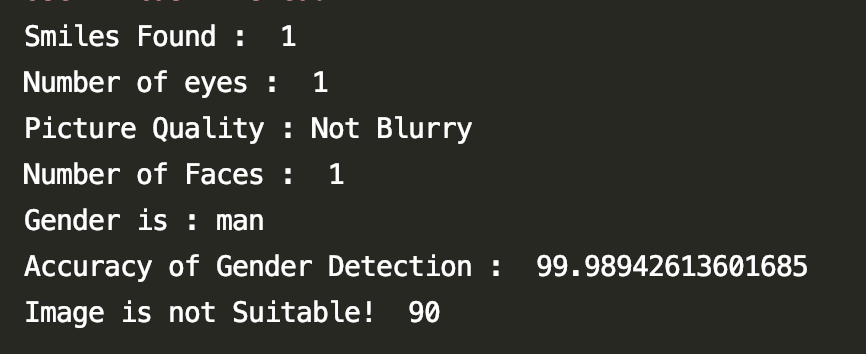 Smiles Found :  1
Number of eyes :  1
Picture Quality : Not Blurry
Number of Faces :  1
Gender is : man
Accuracy of Gender Detection :  99.98942613601685
Image is not Suitable!  90